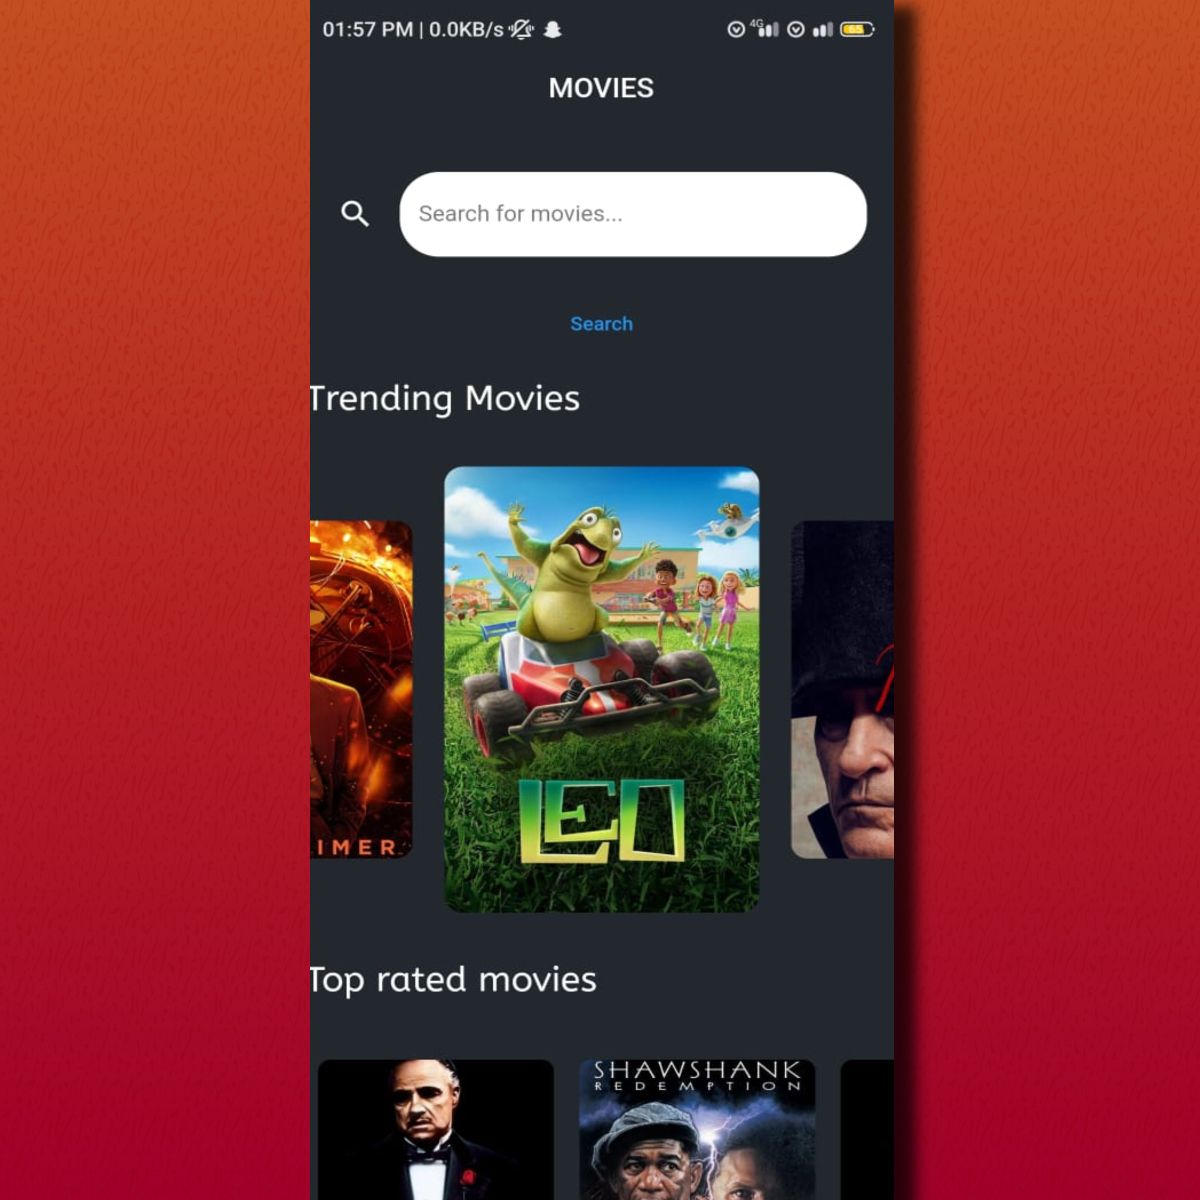 01:57 PM | 0.0KB/s
4G
65
MOVIES
Search for movies...
Search
Trending Movies
IMER
LEO
Top rated movies
SHAWSHANK
REDEMPTION